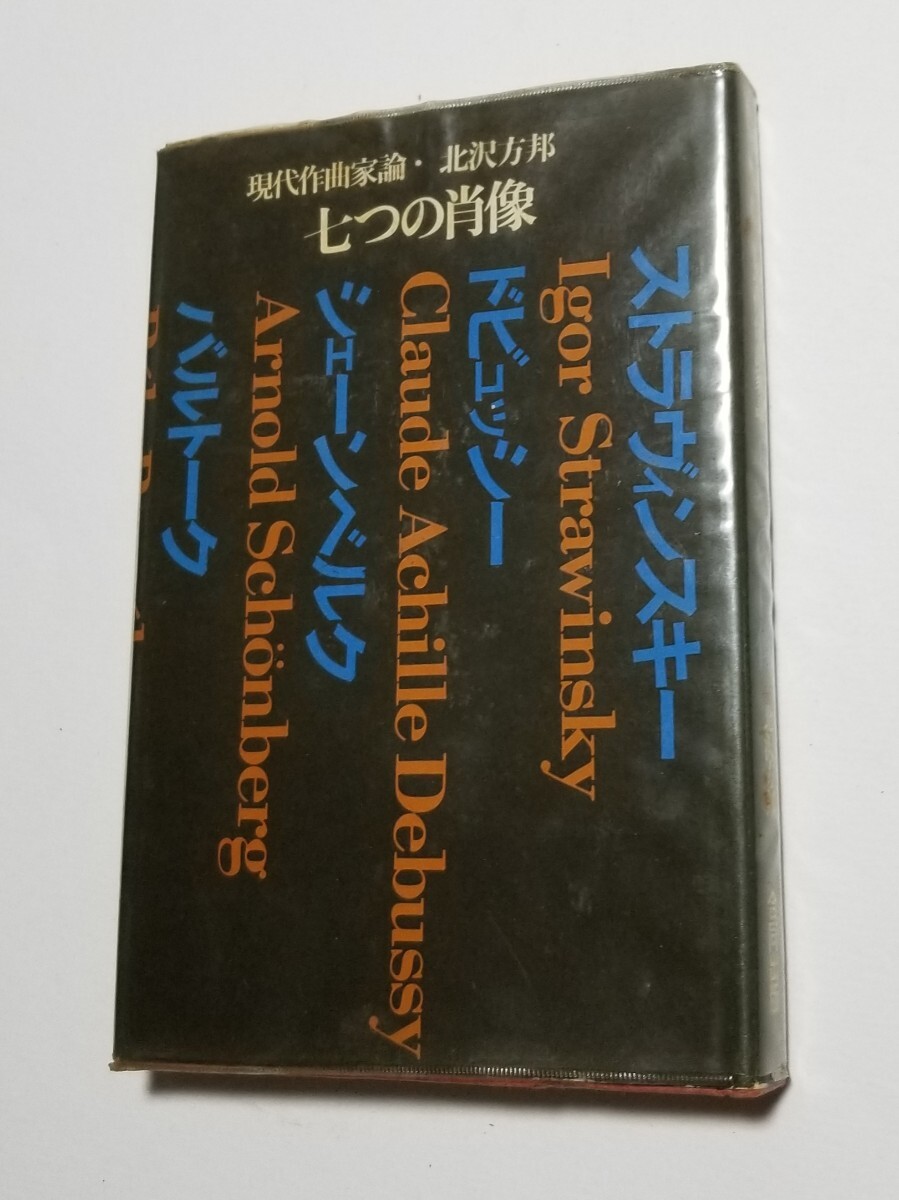 現代作曲家論・ 北沢方邦
七つの肖像
ストラヴィンスキー
Igor Strawinsky
ドビュッシー
Claude Achille Debussy
シェーンベルク
Arnold Schönberg
バルトーク